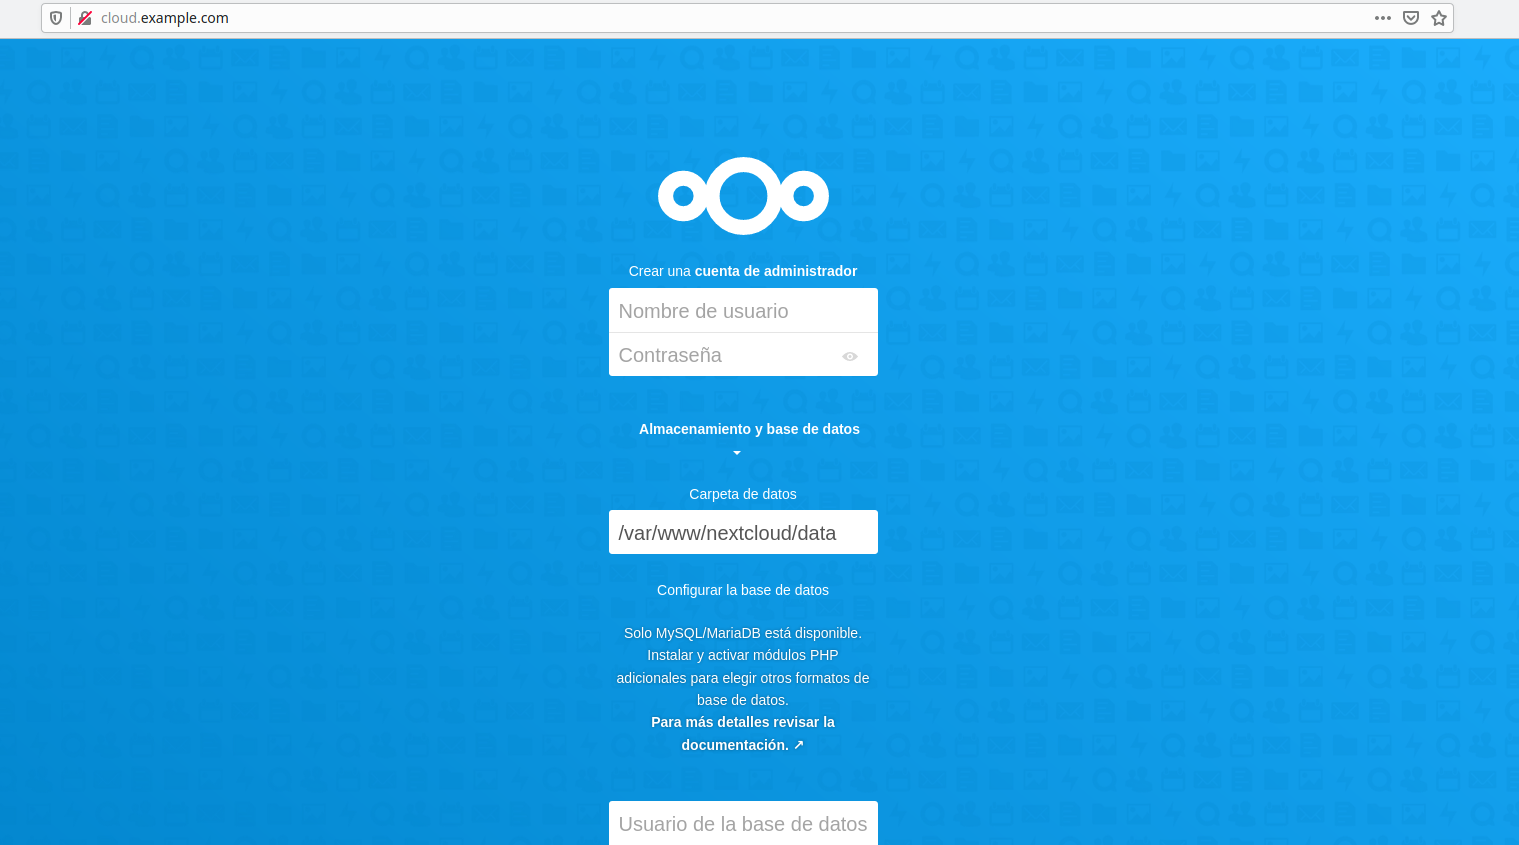 cloud.example.com
Crear una cuenta de administrador
Nombre de usuario
Contraseña
Almacenamiento y base de datos
Carpeta de datos
/var/www/nextcloud/data
Configurar la base de datos
Solo MySQL/MariaDB está disponible.
Instalar y activar módulos PHP
adicionales para elegir otros formatos de
base de datos.
Para más detalles revisar la
documentación. ↗
Usuario de la base de datos